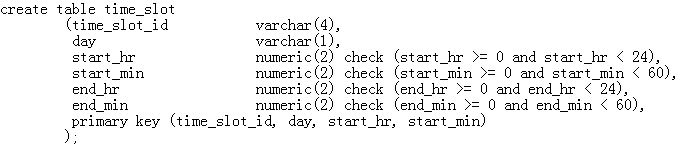 create table time_slot
(time_slot_id varchar(4),
day varchar(1),
start_hr numeric(2) check (start_hr >= 0 and start_hr < 24),
start_min numeric(2) check (start_min >= 0 and start_min < 60),
end_hr numeric(2) check (end_hr >= 0 and end_hr < 24),
end_min numeric(2) check (end_min >= 0 and end_min < 60),
primary key (time_slot_id, day, start_hr, start_min)
);